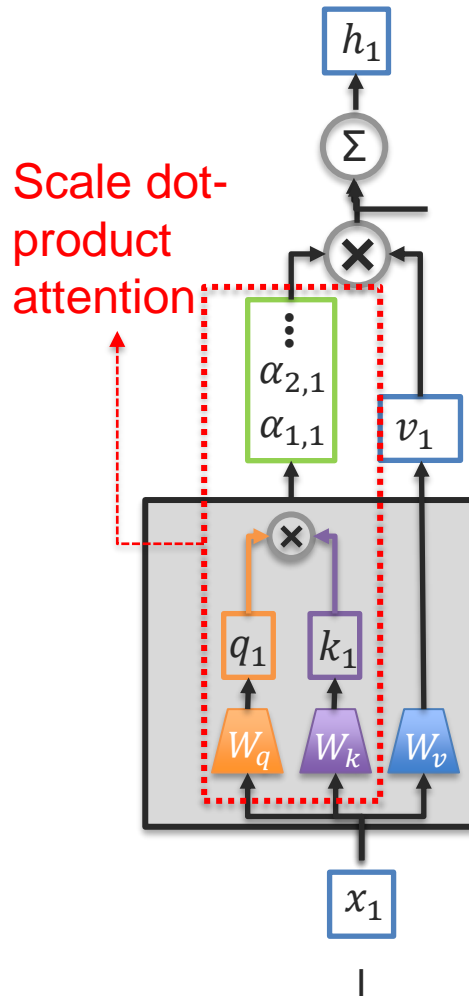 h₁
Σ
Scale dot-
product
attention
×
⋮
α₂,₁
α₁,₁
v₁
×
q₁ k₁
W_q W_k W_v
x₁